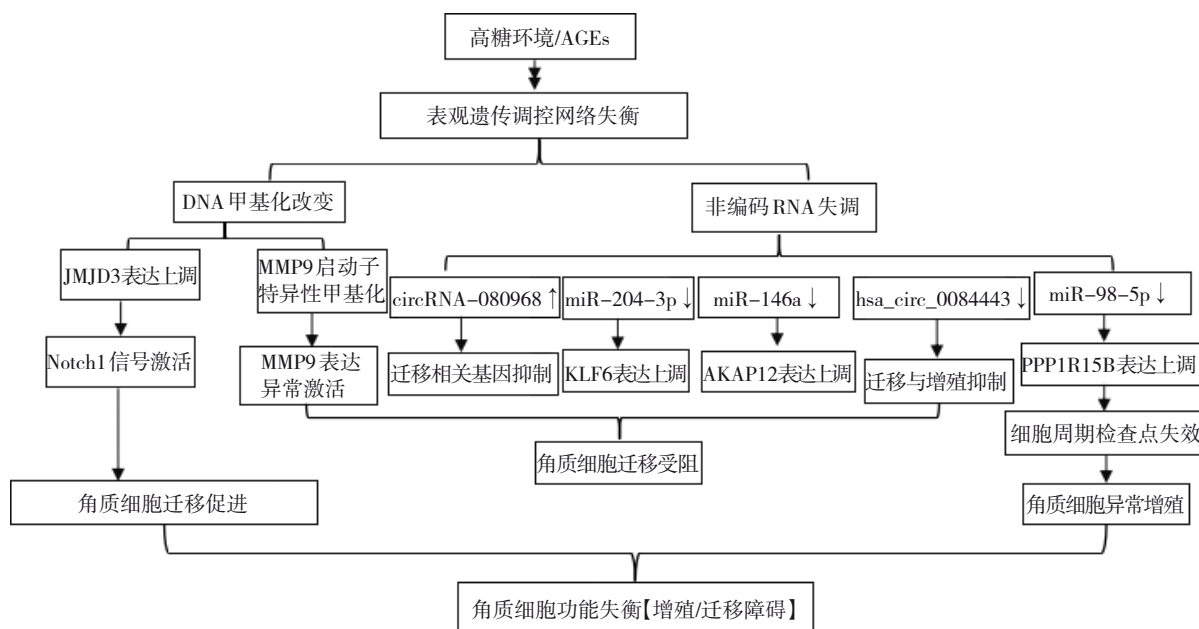 高糖环境/AGEs
表观遗传调控网络失衡
DNA甲基化改变
非编码RNA失调
JMJD3表达上调
MMP9启动子
特异性甲基化
circRNA-080968↑
miR-204-3p↓
miR-146a↓
hsa_circ_0084443↓
miR-98-5p↓
Notch1信号激活
MMP9表达
异常激活
迁移相关基因抑制
KLF6表达上调
AKAP12表达上调
迁移与增殖抑制
PPP1R15B表达上调
细胞周期检查点失效
角质细胞迁移受阻
角质细胞迁移促进
角质细胞异常增殖
角质细胞功能失衡【增殖/迁移障碍】